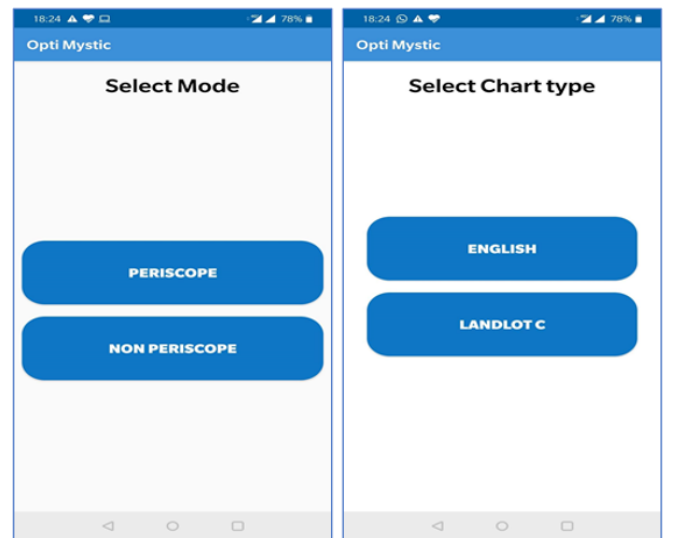 18:24
78%
Opti Mystic
Select Mode
PERISCOPE
NON PERISCOPE
18:24
78%
Opti Mystic
Select Chart type
ENGLISH
LANDLOT C